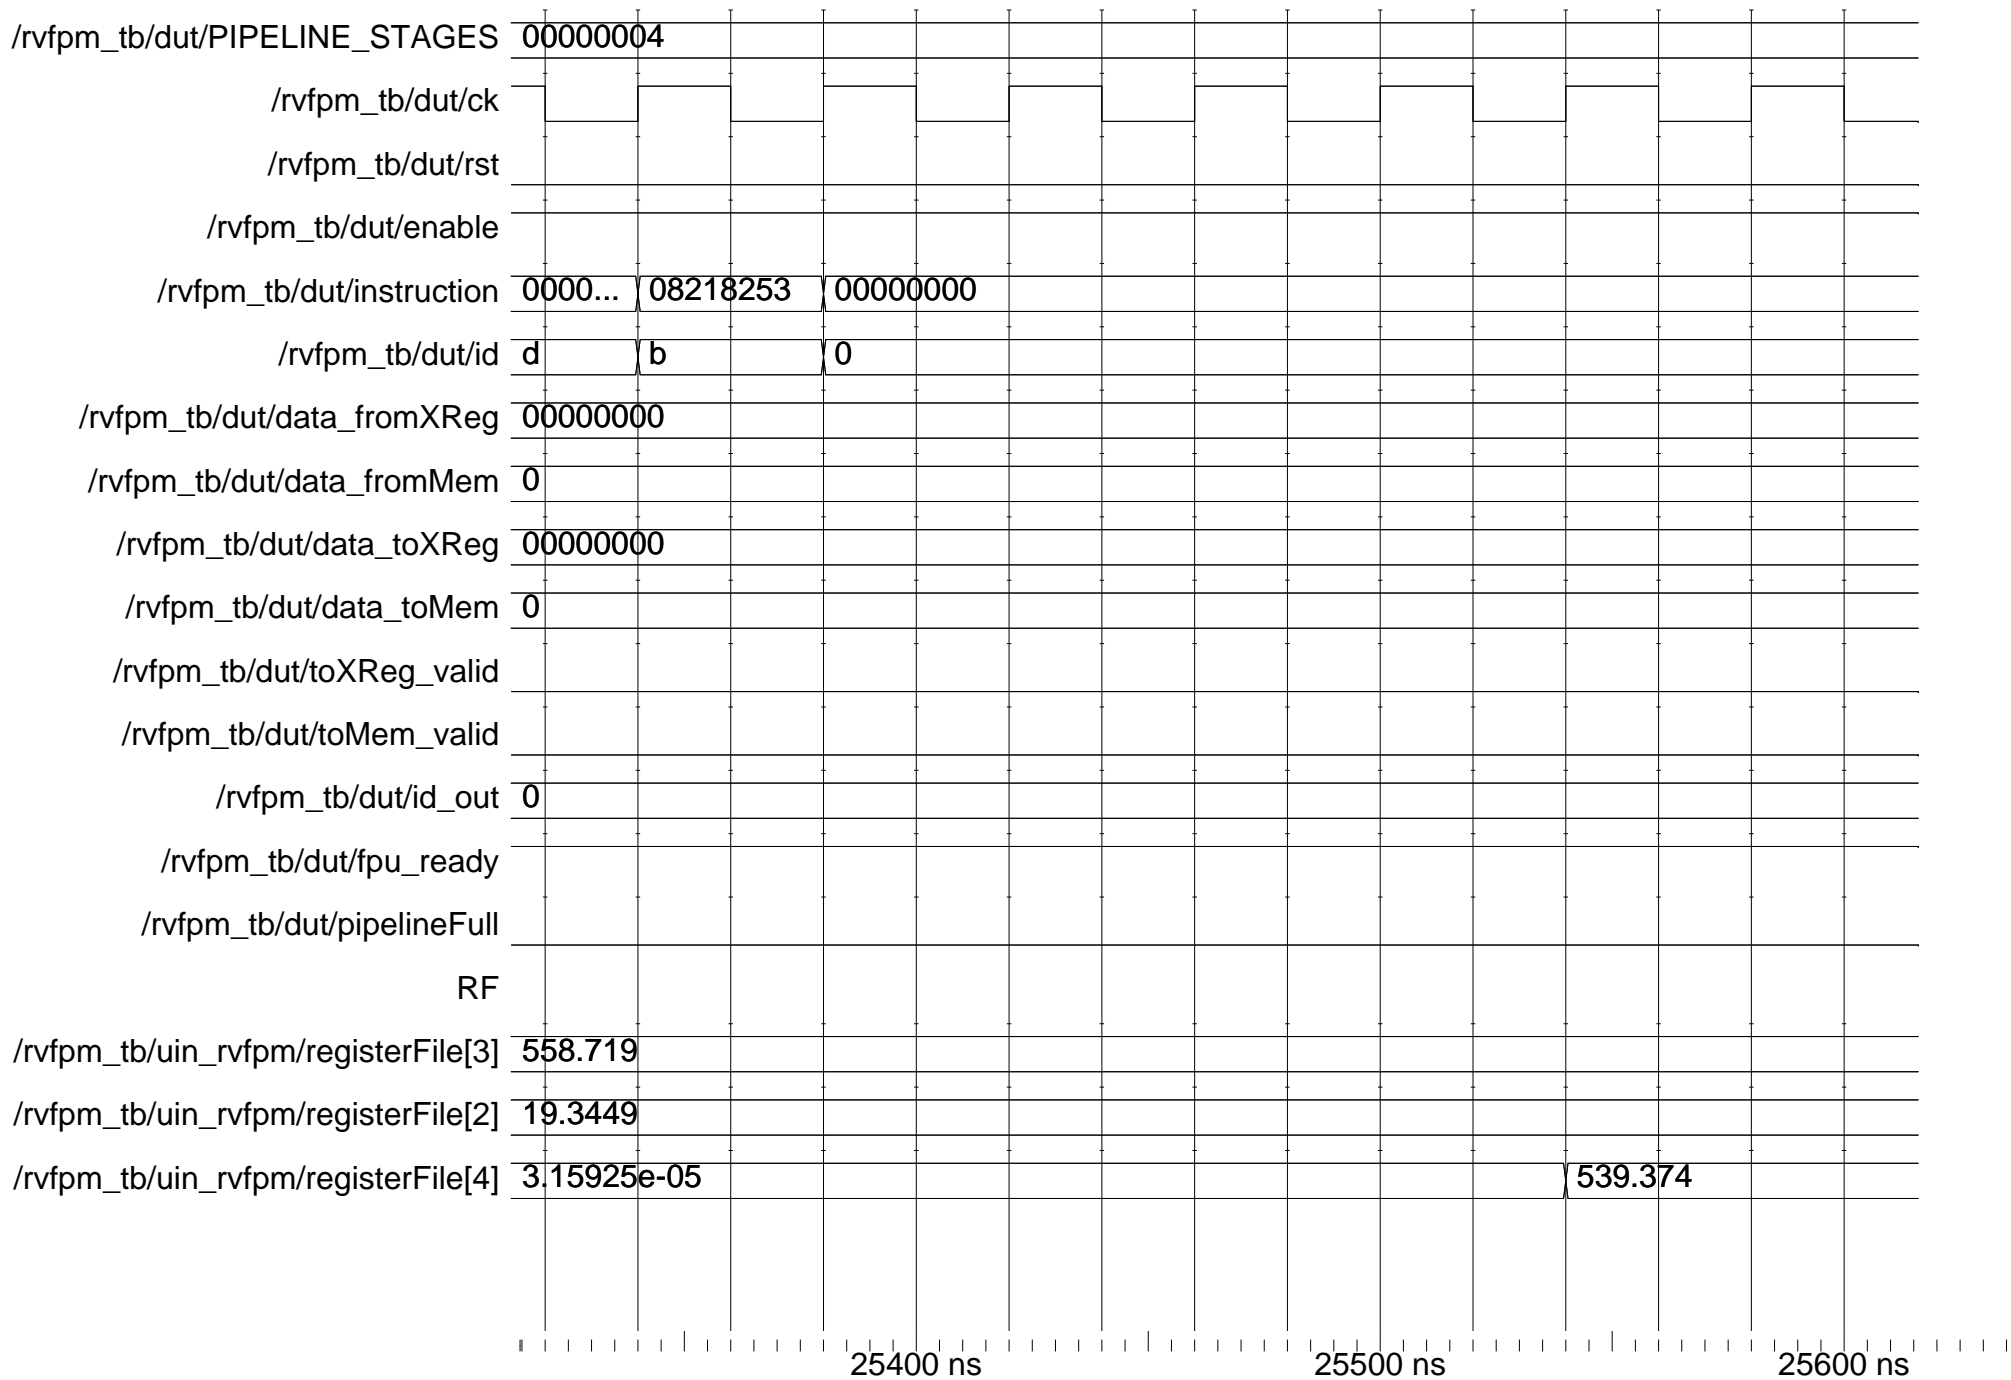 /rvfpm_tb/dut/PIPELINE_STAGES 00000004
/rvfpm_tb/dut/ck
/rvfpm_tb/dut/rst
/rvfpm_tb/dut/enable
/rvfpm_tb/dut/instruction 0000... 08218253 00000000
/rvfpm_tb/dut/id d b 0
/rvfpm_tb/dut/data_fromXReg 00000000
/rvfpm_tb/dut/data_fromMem 0
/rvfpm_tb/dut/data_toXReg 00000000
/rvfpm_tb/dut/data_toMem 0
/rvfpm_tb/dut/toXReg_valid
/rvfpm_tb/dut/toMem_valid
/rvfpm_tb/dut/id_out 0
/rvfpm_tb/dut/fpu_ready
/rvfpm_tb/dut/pipelineFull
RF
/rvfpm_tb/uin_rvfpm/registerFile[3] 558.719
/rvfpm_tb/uin_rvfpm/registerFile[2] 19.3449
/rvfpm_tb/uin_rvfpm/registerFile[4] 3.15925e-05 539.374
25400 ns 25500 ns 25600 ns